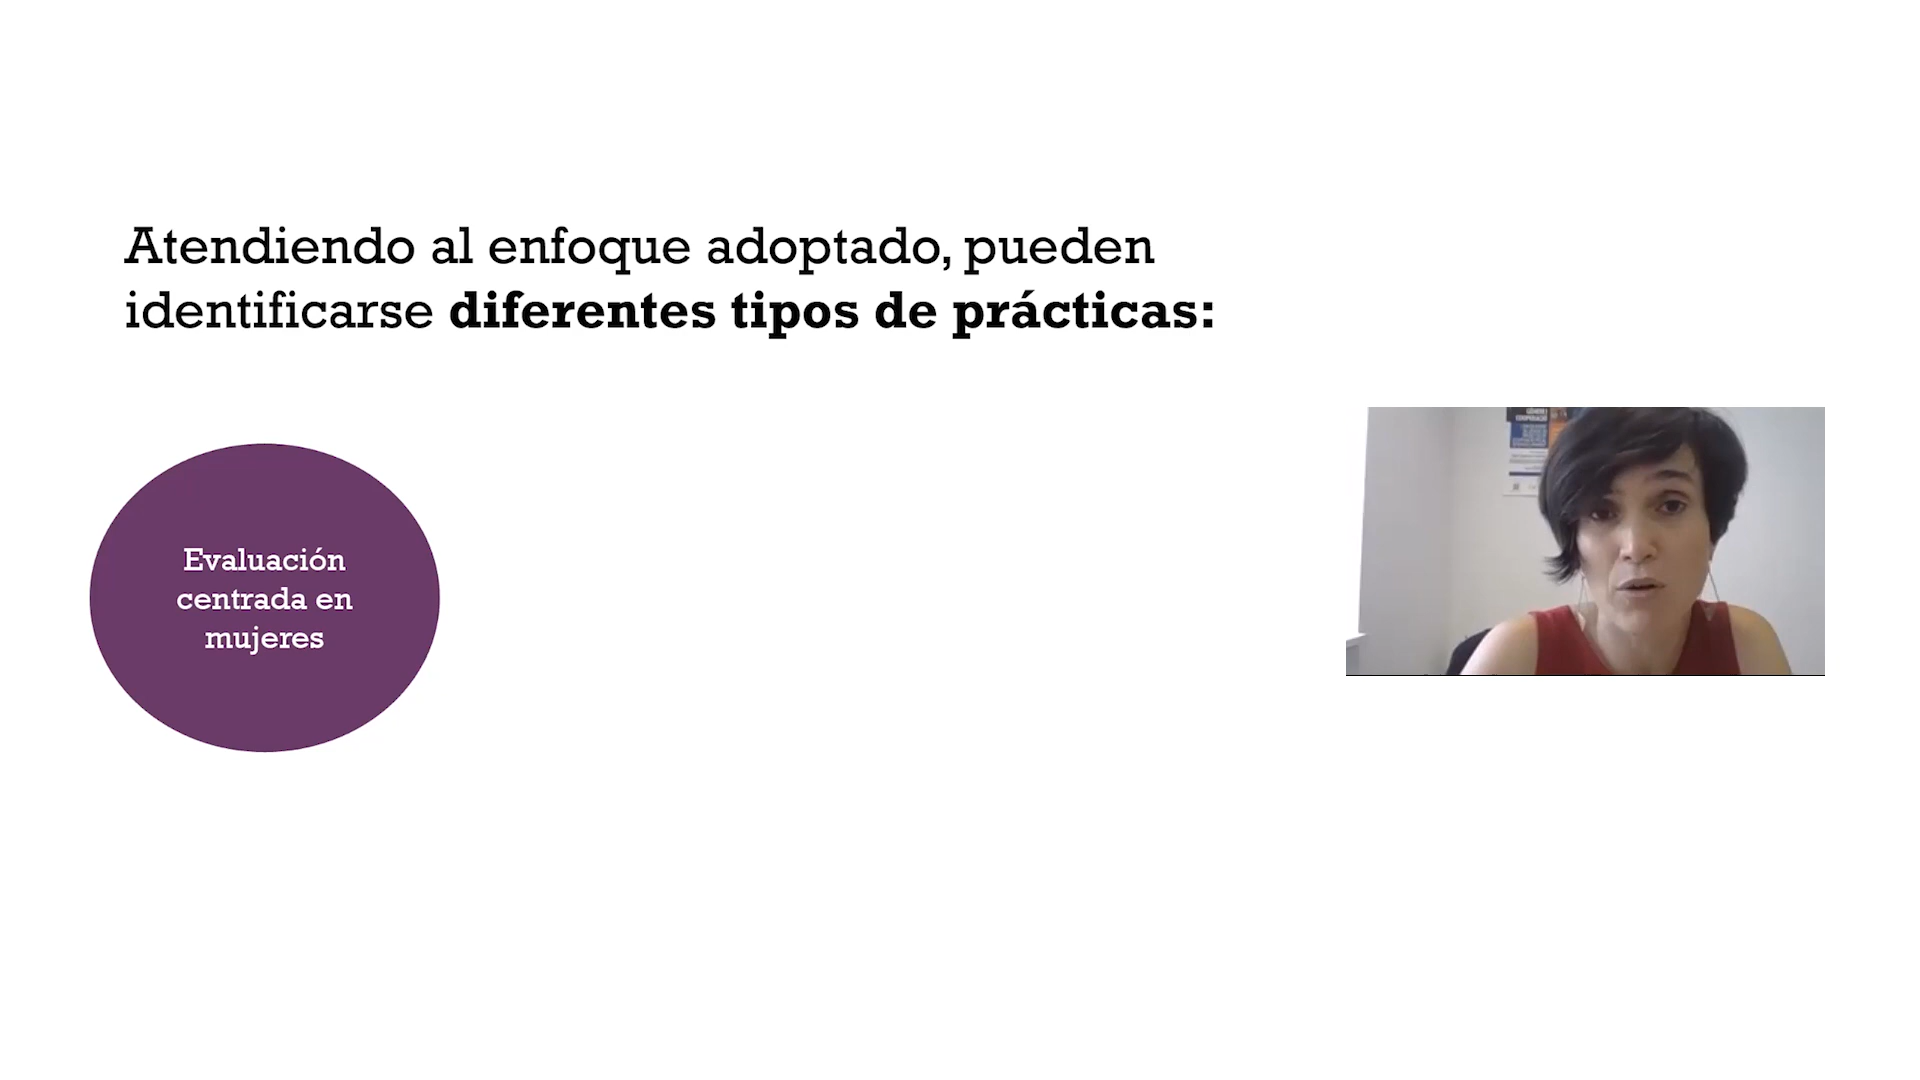 Atendiendo al enfoque adoptado, pueden
identificarse diferentes tipos de prácticas:
Evaluación
centrada en
mujeres